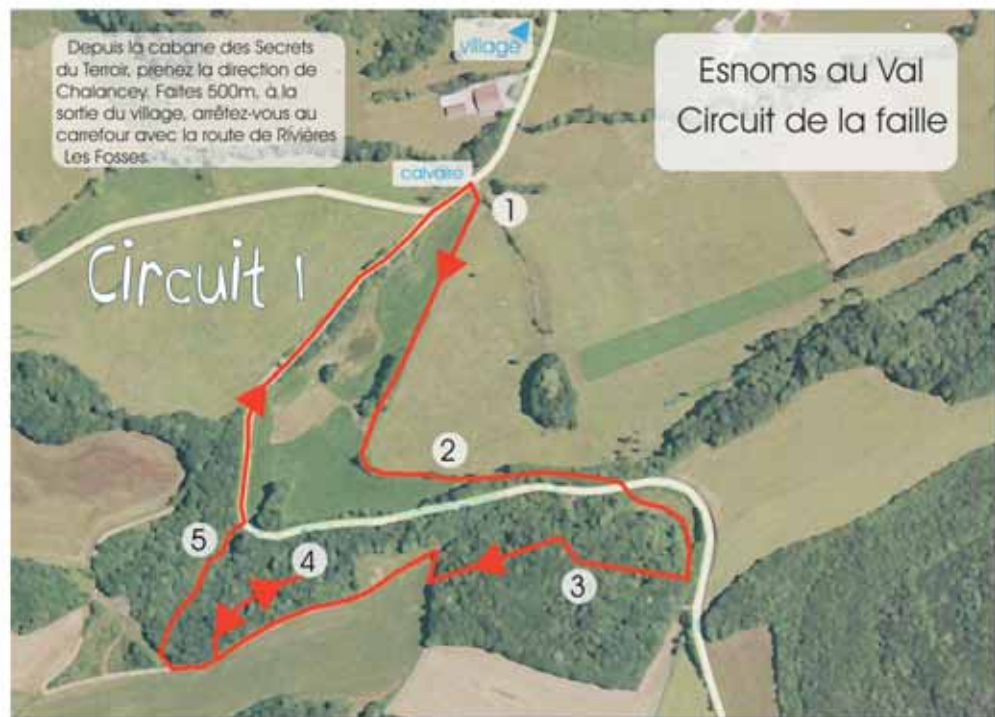 Depuis la cabane des Secrets
du Terroir, prenez la direction de
Chalancey. Faites 500m, à la
sortie du village, arrêtez-vous au
carrefour avec la route de Rivières
Les Fosses.
village
Esnoms au Val
Circuit de la faille
calvaire
1
Circuit 1
2
3
4
5